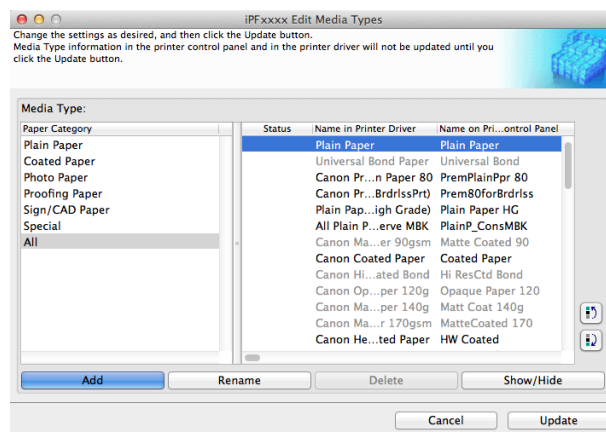 iPFxxxx Edit Media Types
Change the settings as desired, and then click the Update button.
Media Type information in the printer control panel and in the printer driver will not be updated until you
click the Update button.
Media Type:
Paper Category
Plain Paper
Coated Paper
Photo Paper
Proofing Paper
Sign/CAD Paper
Special
All
Status Name in Printer Driver Name on Pri...ontrol Panel
Plain Paper Plain Paper
Universal Bond Paper Universal Bond
Canon Pr...n Paper 80 PremPlainPpr 80
Canon Pr...BrdrlssPrt) Prem80forBrdrlss
Plain Pap...igh Grade) Plain Paper HG
All Plain P...erve MBK PlainP_ConsMBK
Canon Ma...er 90gsm Matte Coated 90
Canon Coated Paper Coated Paper
Canon Hi...ated Bond Hi ResCtd Bond
Canon Op...per 120g Opaque Paper 120
Canon Ma...per 140g Matt Coat 140g
Canon Ma...r 170gsm MatteCoated 170
Canon He...ted Paper HW Coated
Add Rename Delete Show/Hide
Cancel Update